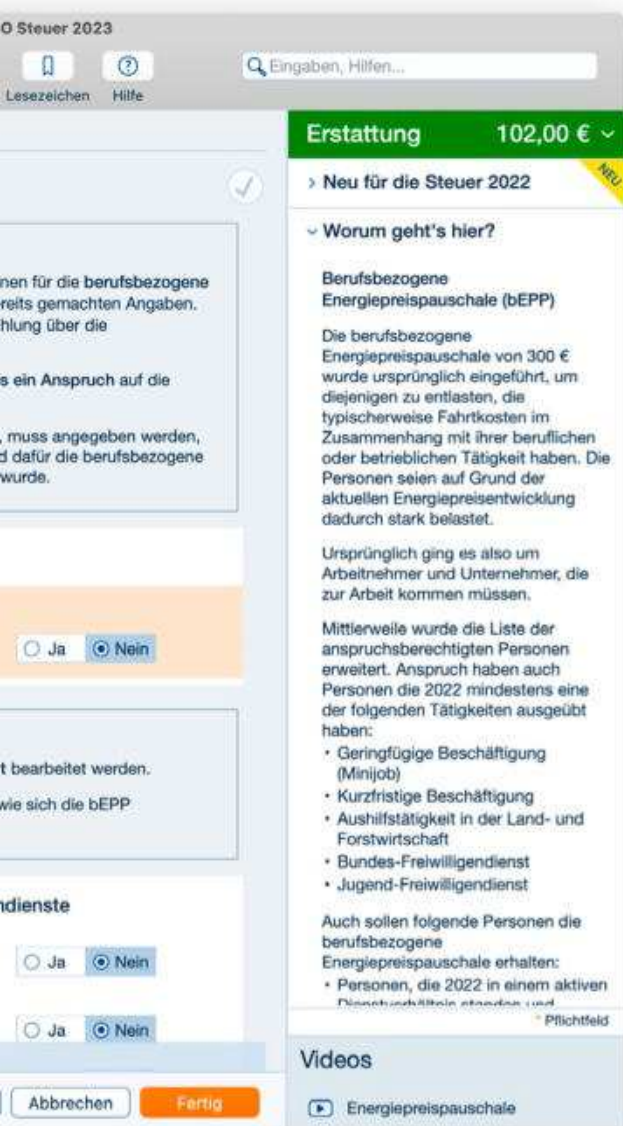 O Steuer 2023
Lesezeichen Hilfe
Eingaben, Hilfen...
Erstattung 102,00 €
Neu für die Steuer 2022
NEU
Worum geht's hier?
Berufsbezogene
Energiepreispauschale (bEPP)
Die berufsbezogene
Energiepreispauschale von 300 €
wurde ursprünglich eingeführt, um
diejenigen zu entlasten, die
typischerweise Fahrtkosten im
Zusammenhang mit ihrer beruflichen
oder betrieblichen Tätigkeit haben. Die
Personen seien auf Grund der
aktuellen Energiepreisentwicklung
dadurch stark belastet.
Ursprünglich ging es also um
Arbeitnehmer und Unternehmer, die
zur Arbeit kommen müssen.
Mittlerweile wurde die Liste der
anspruchsberechtigten Personen
erweitert. Anspruch haben auch
Personen die 2022 mindestens eine
der folgenden Tätigkeiten ausgeübt
haben:
• Geringfügige Beschäftigung
(Minijob)
• Kurzfristige Beschäftigung
• Aushilfstätigkeit in der Land- und
Forstwirtschaft
• Bundes-Freiwilligendienst
• Jugend-Freiwilligendienst
Auch sollen folgende Personen die
berufsbezogene
Energiepreispauschale erhalten:
• Personen, die 2022 in einem aktiven
Dienstverhältnis standen und
* Pflichtfeld
Videos
Energiepreispauschale
nen für die berufsbezogene
reits gemachten Angaben.
hlung über die
s ein Anspruch auf die
, muss angegeben werden,
d dafür die berufsbezogene
wurde.
Ja Nein
t bearbeitet werden.
wie sich die bEPP
ndienste
Ja Nein
Ja Nein
Abbrechen Fertig